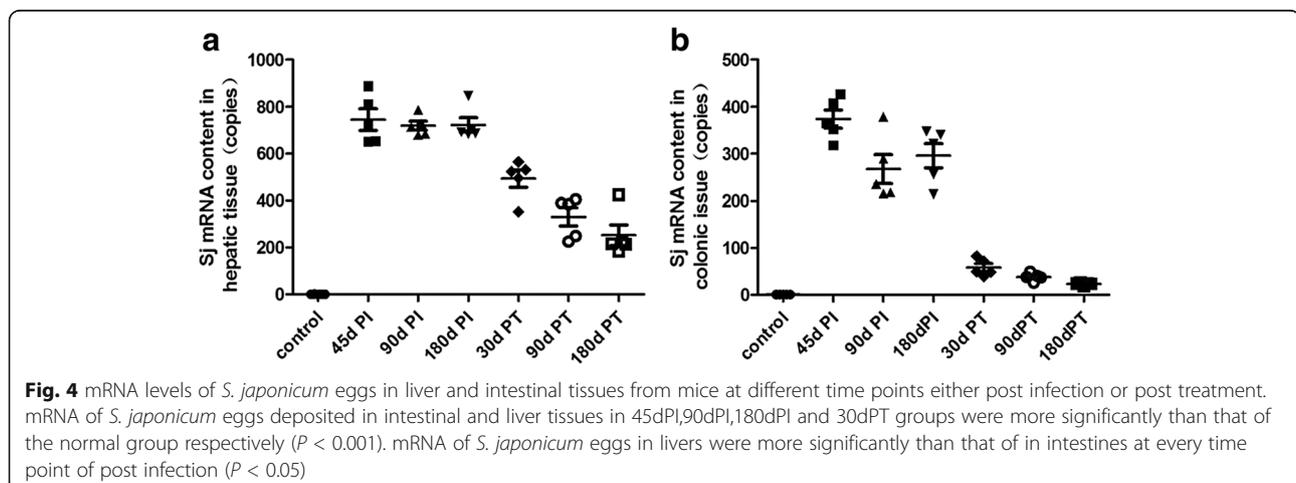 a
b
Sj mRNA content in
hepatic tissue（copies）
1000
800
600
400
200
0
control
45d PI
90d PI
180d PI
30d PT
90d PT
180d PT
Sj mRNA content in
colonic issue（copies）
500
400
300
200
100
0
control
45d PI
90d PI
180dPI
30d PT
90dPT
180dPT
Fig. 4 mRNA levels of S. japonicum eggs in liver and intestinal tissues from mice at different time points either post infection or post treatment.
mRNA of S. japonicum eggs deposited in intestinal and liver tissues in 45dPI,90dPI,180dPI and 30dPT groups were more significantly than that of
the normal group respectively (P < 0.001). mRNA of S. japonicum eggs in livers were more significantly than that of in intestines at every time
point of post infection (P < 0.05)